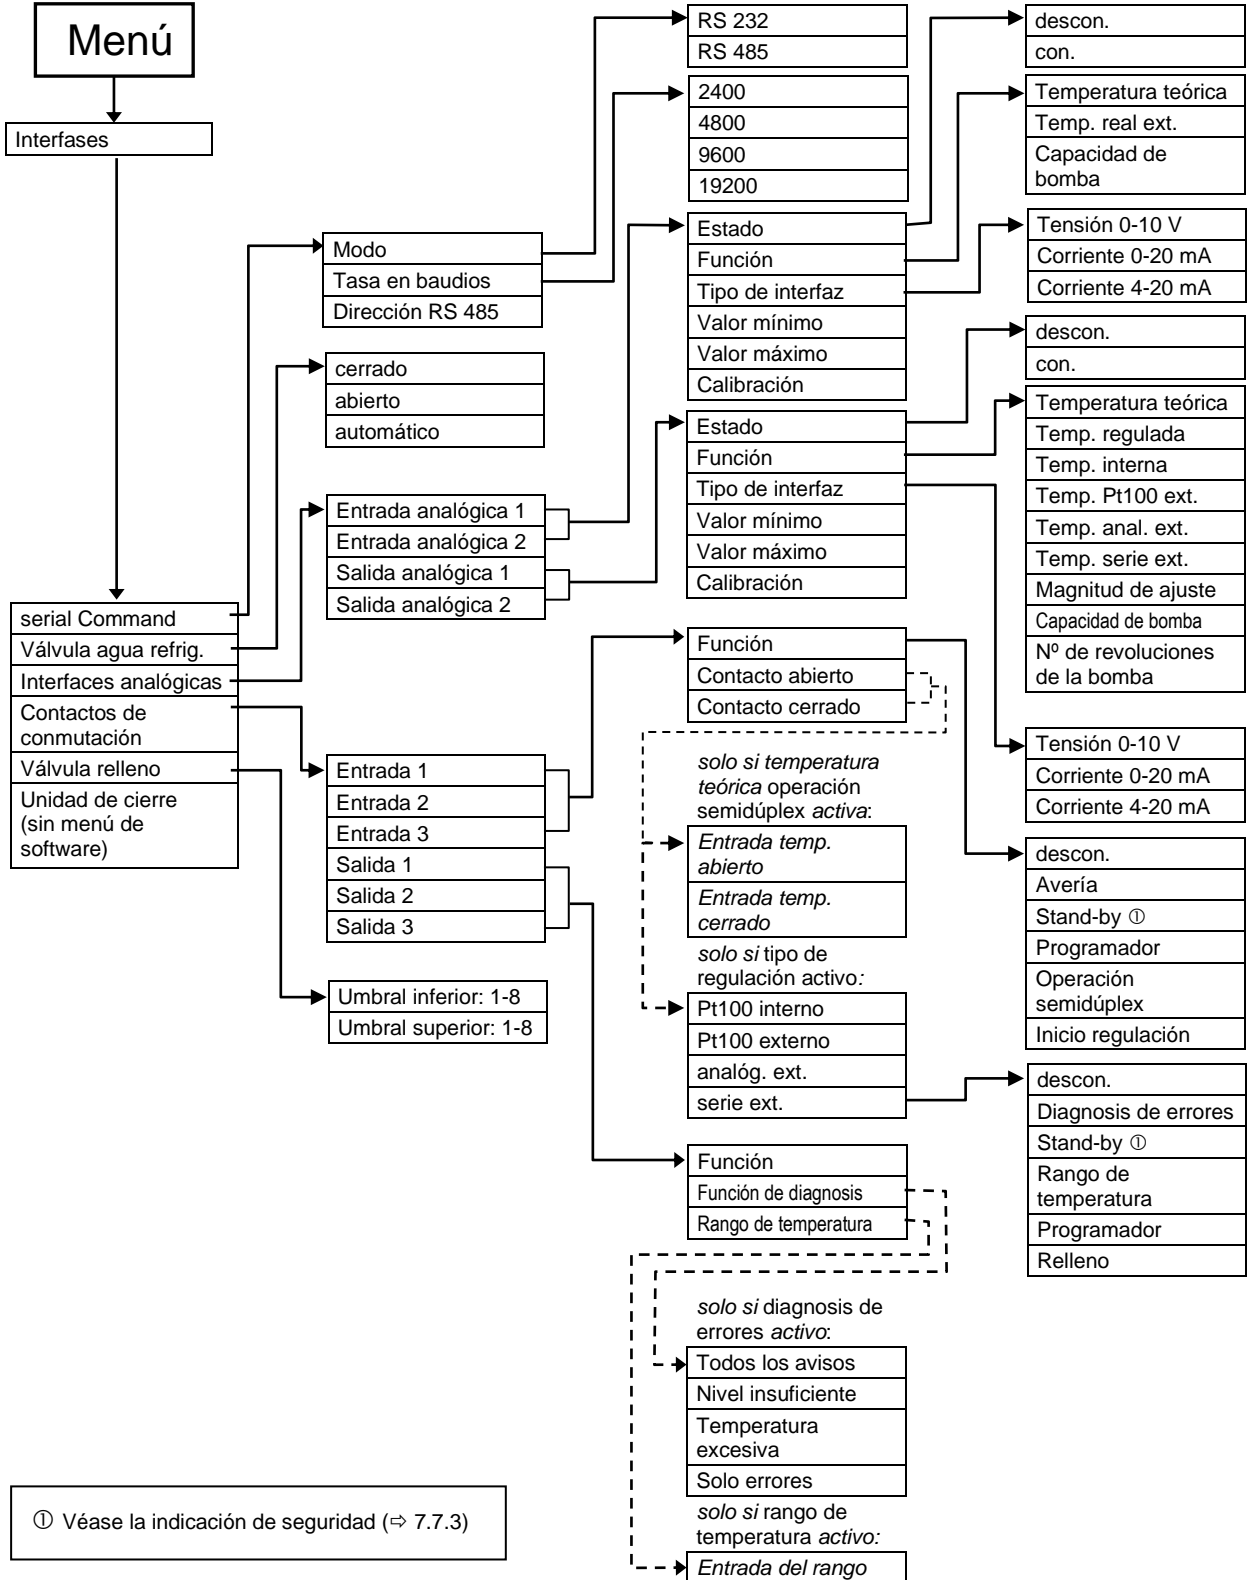 Menú
Interfases
serial Command
Válvula agua refrig.
Interfaces analógicas
Contactos de
conmutación
Válvula relleno
Unidad de cierre
(sin menú de
software)
Modo
Tasa en baudios
Dirección RS 485
cerrado
abierto
automático
Entrada analógica 1
Entrada analógica 2
Salida analógica 1
Salida analógica 2
Entrada 1
Entrada 2
Entrada 3
Salida 1
Salida 2
Salida 3
Umbral inferior: 1-8
Umbral superior: 1-8
RS 232
RS 485
2400
4800
9600
19200
Estado
Función
Tipo de interfaz
Valor mínimo
Valor máximo
Calibración
Estado
Función
Tipo de interfaz
Valor mínimo
Valor máximo
Calibración
Función
Contacto abierto
Contacto cerrado
solo si temperatura
teórica operación
semidúplex activa:
Entrada temp.
abierto
Entrada temp.
cerrado
solo si tipo de
regulación activo:
Pt100 interno
Pt100 externo
analóg. ext.
serie ext.
Función
Función de diagnosis
Rango de temperatura
solo si diagnosis de
errores activo:
Todos los avisos
Nivel insuficiente
Temperatura
excesiva
Solo errores
solo si rango de
temperatura activo:
Entrada del rango
descon.
con.
Temperatura teórica
Temp. real ext.
Capacidad de
bomba
Tensión 0-10 V
Corriente 0-20 mA
Corriente 4-20 mA
descon.
con.
Temperatura teórica
Temp. regulada
Temp. interna
Temp. Pt100 ext.
Temp. anal. ext.
Temp. serie ext.
Magnitud de ajuste
Capacidad de bomba
Nº de revoluciones
de la bomba
Tensión 0-10 V
Corriente 0-20 mA
Corriente 4-20 mA
descon.
Avería
Stand-by ①
Programador
Operación
semidúplex
Inicio regulación
descon.
Diagnosis de errores
Stand-by ①
Rango de
temperatura
Programador
Relleno
① Véase la indicación de seguridad (⇨ 7.7.3)